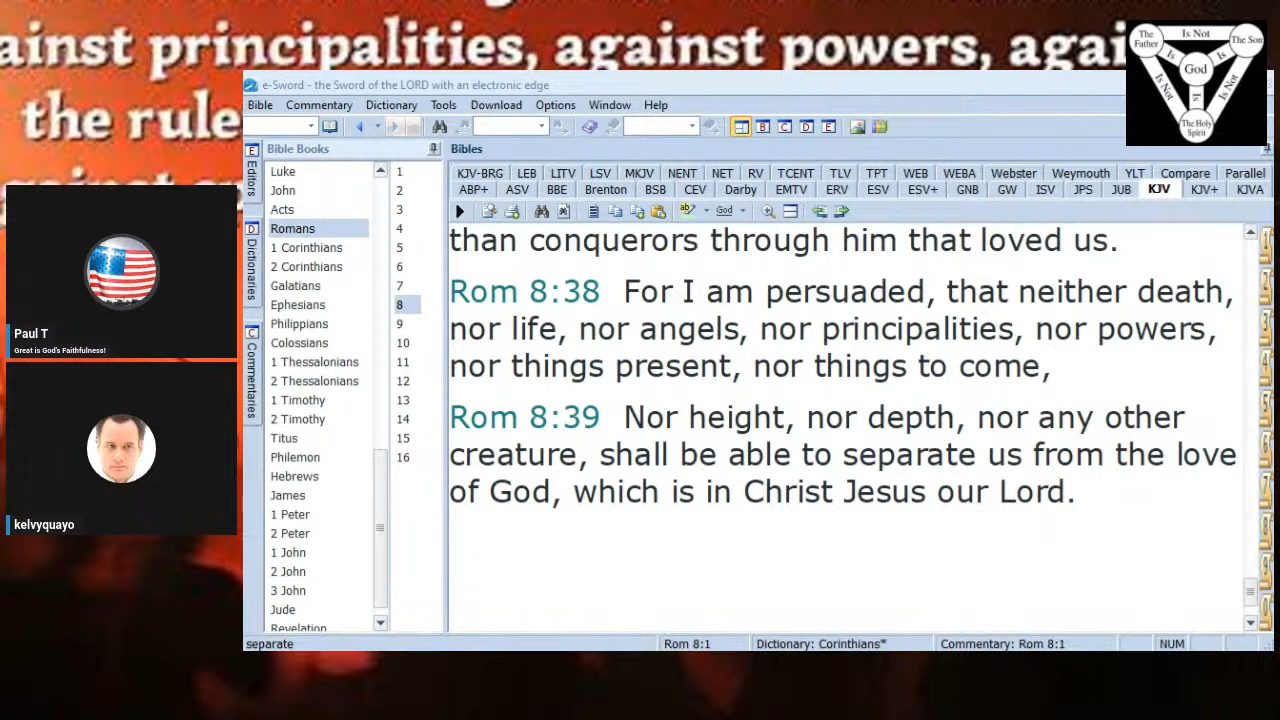 ainst principalities, against powers, agai
the rule
The Father
Is Not
The Son
Is
Is
God
Is Not
Is
Is Not
The Holy Spirit
e-Sword - the Sword of the LORD with an electronic edge
Bible Commentary Dictionary Tools Download Options Window Help
B C D E
Editors
Dictionaries
Commentaries
Bible Books
Luke
John
Acts
Romans
1 Corinthians
2 Corinthians
Galatians
Ephesians
Philippians
Colossians
1 Thessalonians
2 Thessalonians
1 Timothy
2 Timothy
Titus
Philemon
Hebrews
James
1 Peter
2 Peter
1 John
2 John
3 John
Jude
Revelation
1
2
3
4
5
6
7
8
9
10
11
12
13
14
15
16
Bibles
KJV-BRG LEB LITV LSV MKJV NENT NET RV TCENT TLV TPT WEB WEBA Webster Weymouth YLT Compare Parallel
ABP+ ASV BBE Brenton BSB CEV Darby EMTV ERV ESV ESV+ GNB GW ISV JPS JUB KJV KJV+ KJVA
God
than conquerors through him that loved us.
Rom 8:38 For I am persuaded, that neither death,
nor life, nor angels, nor principalities, nor powers,
nor things present, nor things to come,
Rom 8:39 Nor height, nor depth, nor any other
creature, shall be able to separate us from the love
of God, which is in Christ Jesus our Lord.
separate Rom 8:1 Dictionary: Corinthians* Commentary: Rom 8:1 NUM
Paul T
Great is God's Faithfulness!
kelvyquayo